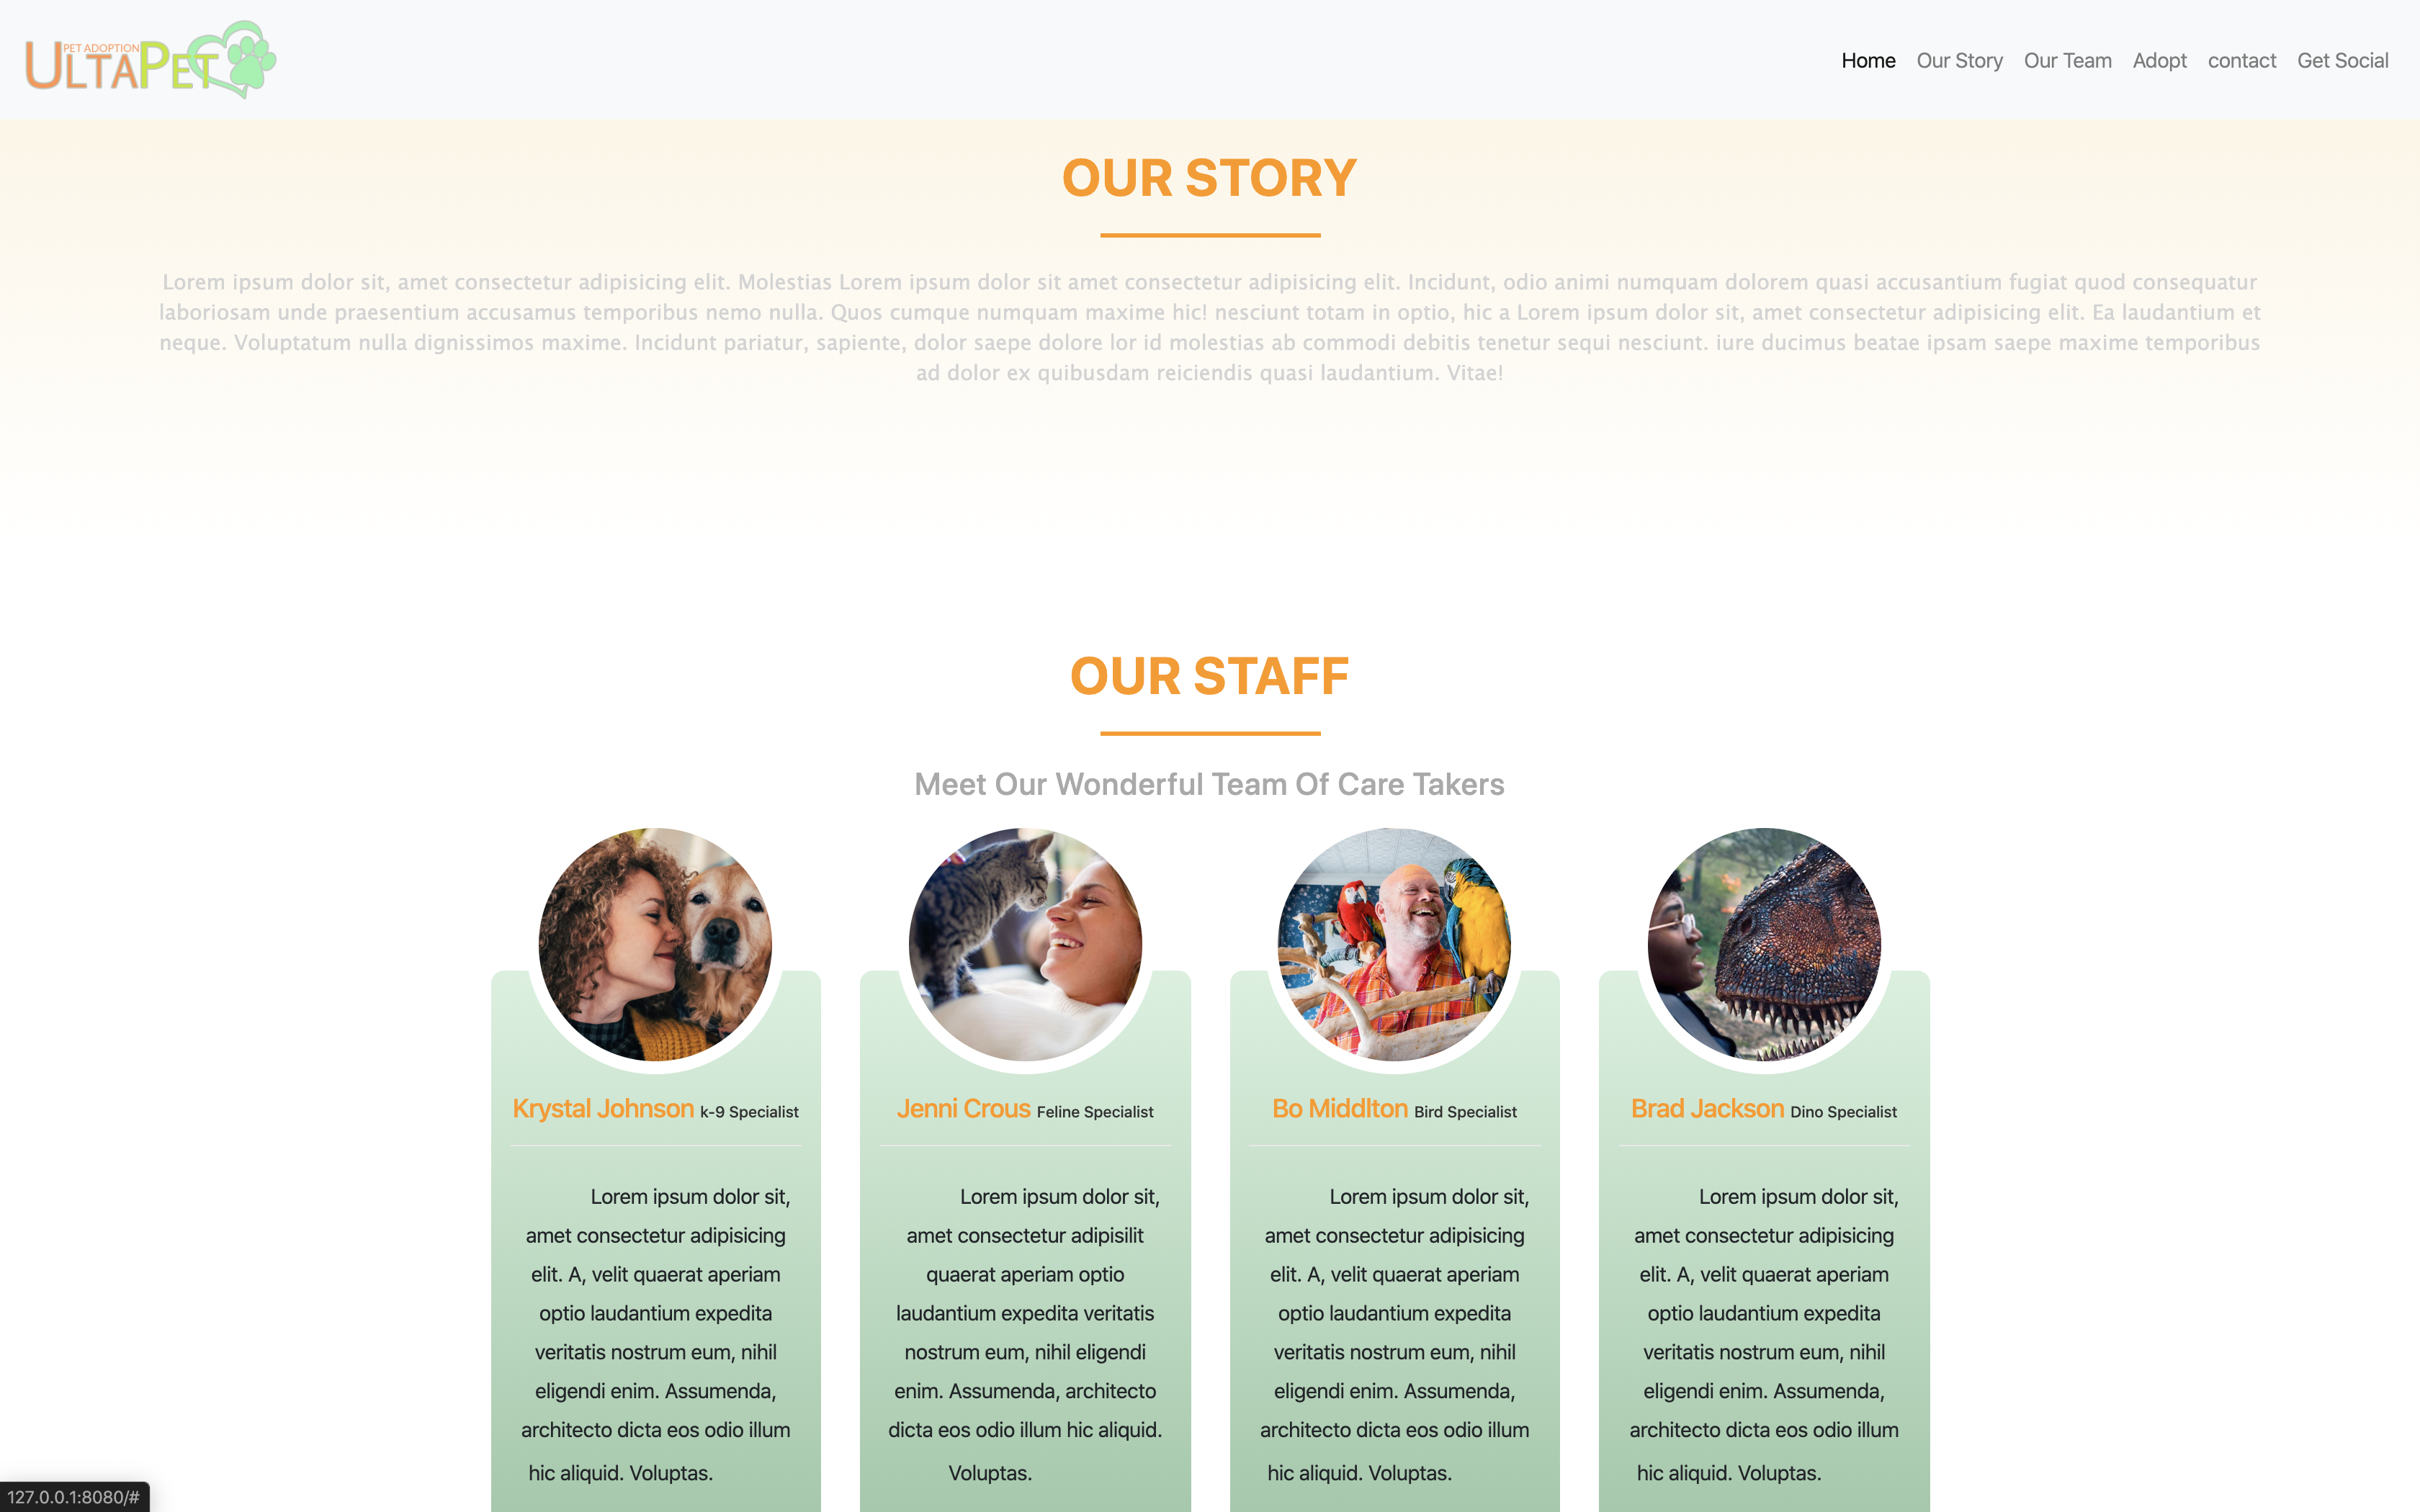 PET ADOPTION
ULTAPET
Home Our Story Our Team Adopt contact Get Social
OUR STORY
Lorem ipsum dolor sit, amet consectetur adipisicing elit. Molestias Lorem ipsum dolor sit amet consectetur adipisicing elit. Incidunt, odio animi numquam dolorem quasi accusantium fugiat quod consequatur
laboriosam unde praesentium accusamus temporibus nemo nulla. Quos cumque numquam maxime hic! nesciunt totam in optio, hic a Lorem ipsum dolor sit, amet consectetur adipisicing elit. Ea laudantium et
neque. Voluptatum nulla dignissimos maxime. Incidunt pariatur, sapiente, dolor saepe dolore lor id molestias ab commodi debitis tenetur sequi nesciunt. iure ducimus beatae ipsam saepe maxime temporibus
ad dolor ex quibusdam reiciendis quasi laudantium. Vitae!
OUR STAFF
Meet Our Wonderful Team Of Care Takers
Krystal Johnson k-9 Specialist
Lorem ipsum dolor sit,
amet consectetur adipisicing
elit. A, velit quaerat aperiam
optio laudantium expedita
veritatis nostrum eum, nihil
eligendi enim. Assumenda,
architecto dicta eos odio illum
hic aliquid. Voluptas.
Jenni Crous Feline Specialist
Lorem ipsum dolor sit,
amet consectetur adipisilit
quaerat aperiam optio
laudantium expedita veritatis
nostrum eum, nihil eligendi
enim. Assumenda, architecto
dicta eos odio illum hic aliquid.
Voluptas.
Bo Middlton Bird Specialist
Lorem ipsum dolor sit,
amet consectetur adipisicing
elit. A, velit quaerat aperiam
optio laudantium expedita
veritatis nostrum eum, nihil
eligendi enim. Assumenda,
architecto dicta eos odio illum
hic aliquid. Voluptas.
Brad Jackson Dino Specialist
Lorem ipsum dolor sit,
amet consectetur adipisicing
elit. A, velit quaerat aperiam
optio laudantium expedita
veritatis nostrum eum, nihil
eligendi enim. Assumenda,
architecto dicta eos odio illum
hic aliquid. Voluptas.
127.0.0.1:8080/#